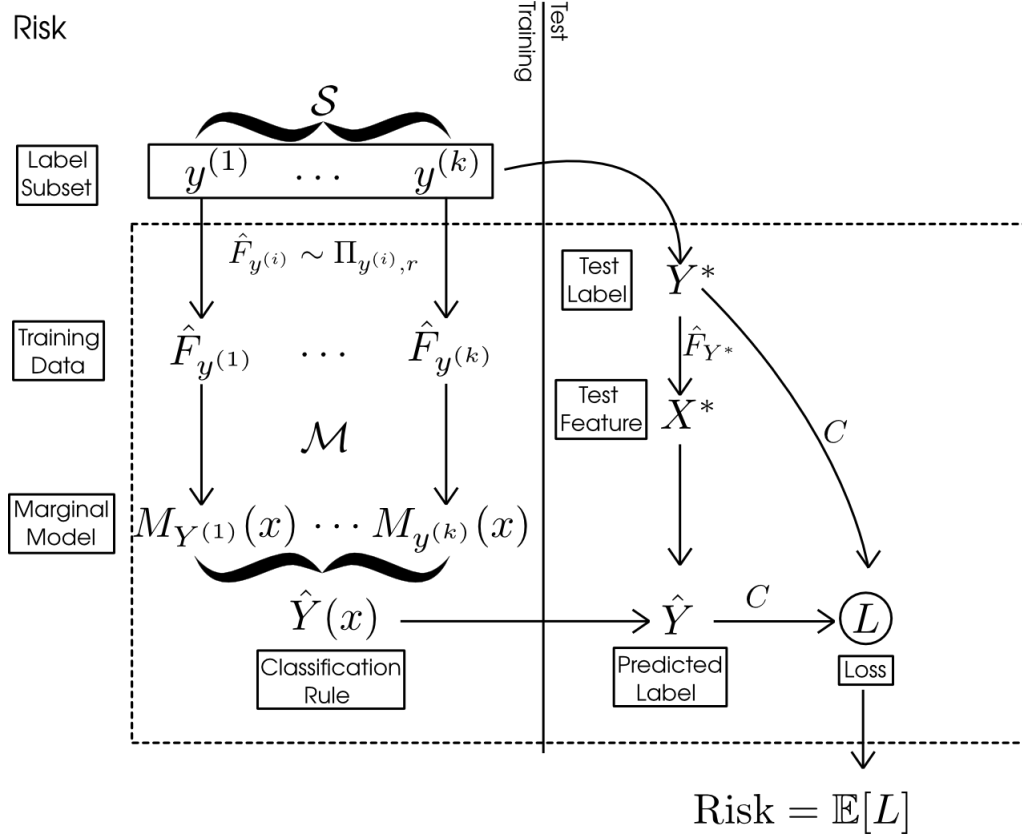 Risk
Test
Training
𝒮
Label
Subset
y^{(1)} ⋯ y^{(k)}
F̂_{y^{(i)}} ∼ Π_{y^{(i)},r}
Test
Label
Y*
Training
Data
F̂_{y^{(1)}} ⋯ F̂_{y^{(k)}}
F̂_{Y*}
Test
Feature
X*
C
ℳ
Marginal
Model
M_{Y^{(1)}}(x) ⋯ M_{y^{(k)}}(x)
Ŷ(x)
Ŷ
C
L
Classification
Rule
Predicted
Label
Loss
Risk = 𝔼[L]